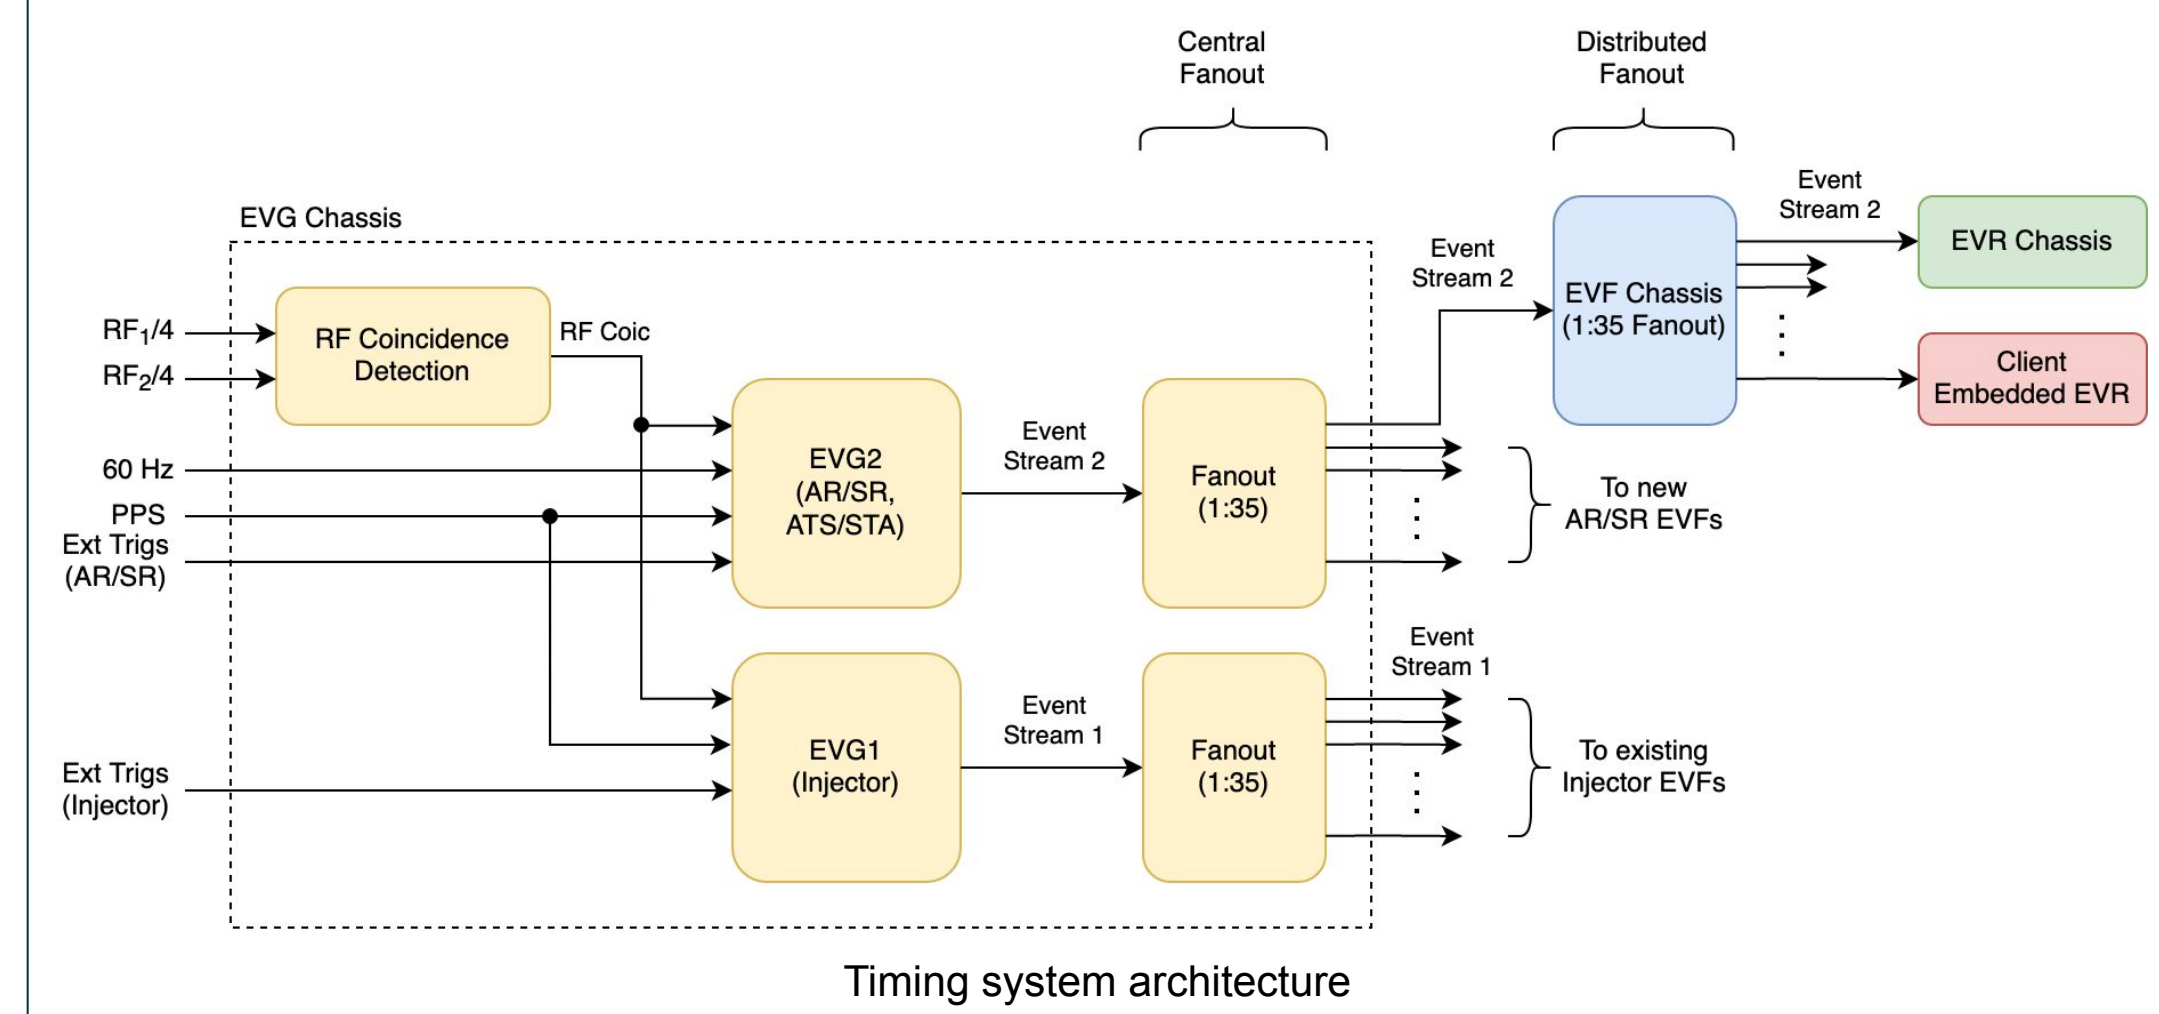 Central
Fanout
Distributed
Fanout
Event
Stream 2
EVG Chassis
EVR Chassis
Event
Stream 2
EVF Chassis
(1:35 Fanout)
RF1/4
RF Coincidence
Detection
RF Coic
RF2/4
Client
Embedded EVR
60 Hz
EVG2
(AR/SR,
ATS/STA)
Event
Stream 2
Fanout
(1:35)
To new
AR/SR EVFs
PPS
Ext Trigs
(AR/SR)
Event
Stream 1
Ext Trigs
(Injector)
EVG1
(Injector)
Event
Stream 1
Fanout
(1:35)
To existing
Injector EVFs
Timing system architecture